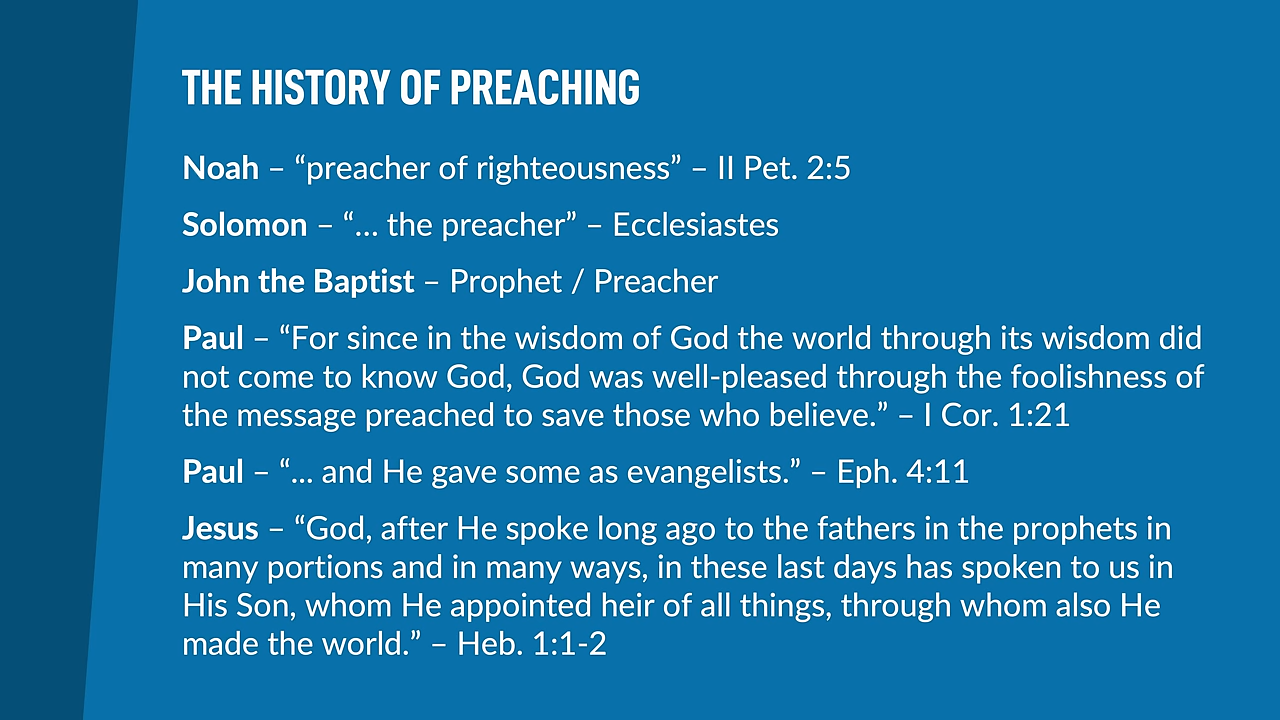 THE HISTORY OF PREACHING
Noah – “preacher of righteousness” – II Pet. 2:5
Solomon – “... the preacher” – Ecclesiastes
John the Baptist – Prophet / Preacher
Paul – “For since in the wisdom of God the world through its wisdom did
not come to know God, God was well-pleased through the foolishness of
the message preached to save those who believe.” – I Cor. 1:21
Paul – “... and He gave some as evangelists.” – Eph. 4:11
Jesus – “God, after He spoke long ago to the fathers in the prophets in
many portions and in many ways, in these last days has spoken to us in
His Son, whom He appointed heir of all things, through whom also He
made the world.” – Heb. 1:1-2